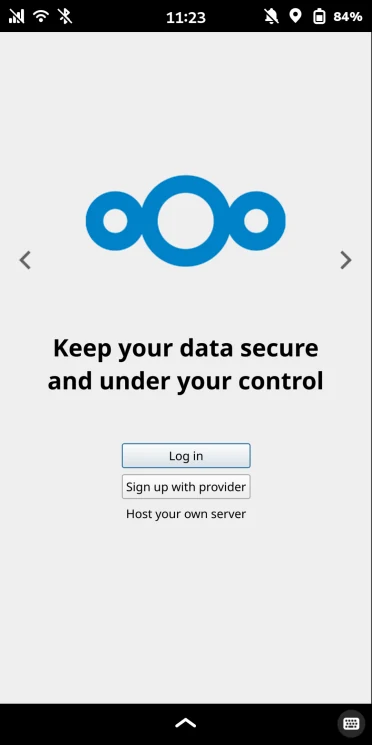 11:23
84%
Keep your data secure
and under your control
Log in
Sign up with provider
Host your own server